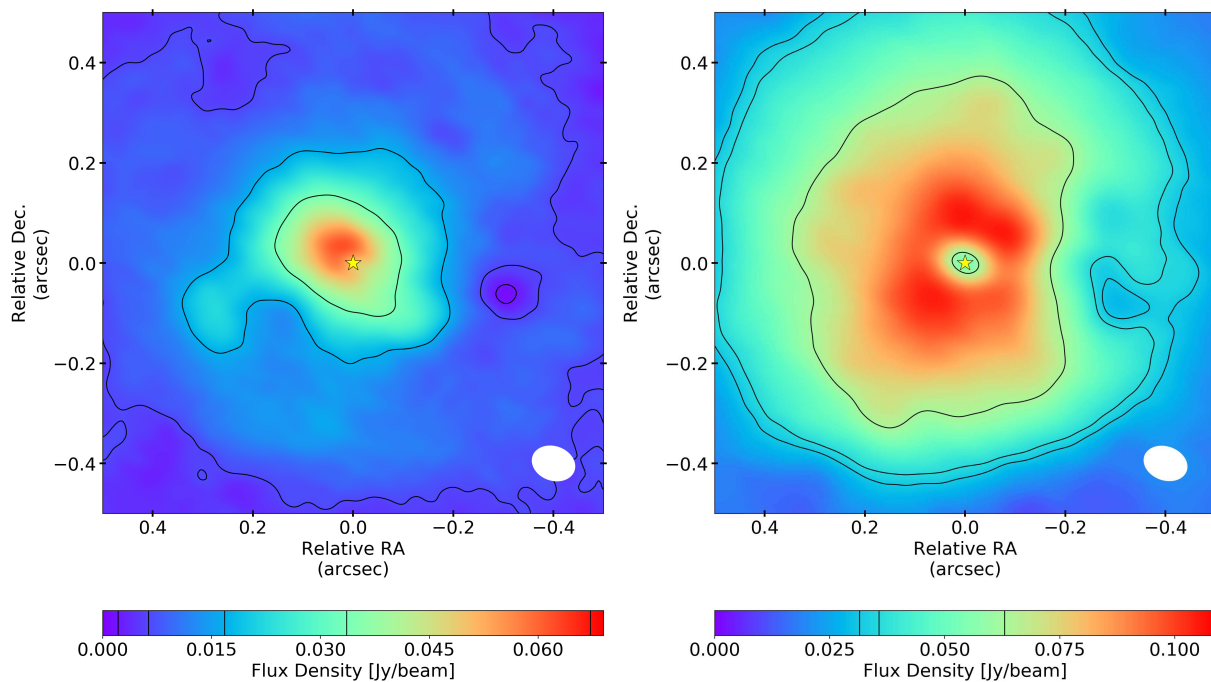 0.4
0.2
0.0
−0.2
−0.4
Relative Dec.
(arcsec)
0.4 0.2 0.0 −0.2 −0.4
Relative RA
(arcsec)
0.000 0.015 0.030 0.045 0.060
Flux Density [Jy/beam]
0.4
0.2
0.0
−0.2
−0.4
Relative Dec.
(arcsec)
0.4 0.2 0.0 −0.2 −0.4
Relative RA
(arcsec)
0.000 0.025 0.050 0.075 0.100
Flux Density [Jy/beam]